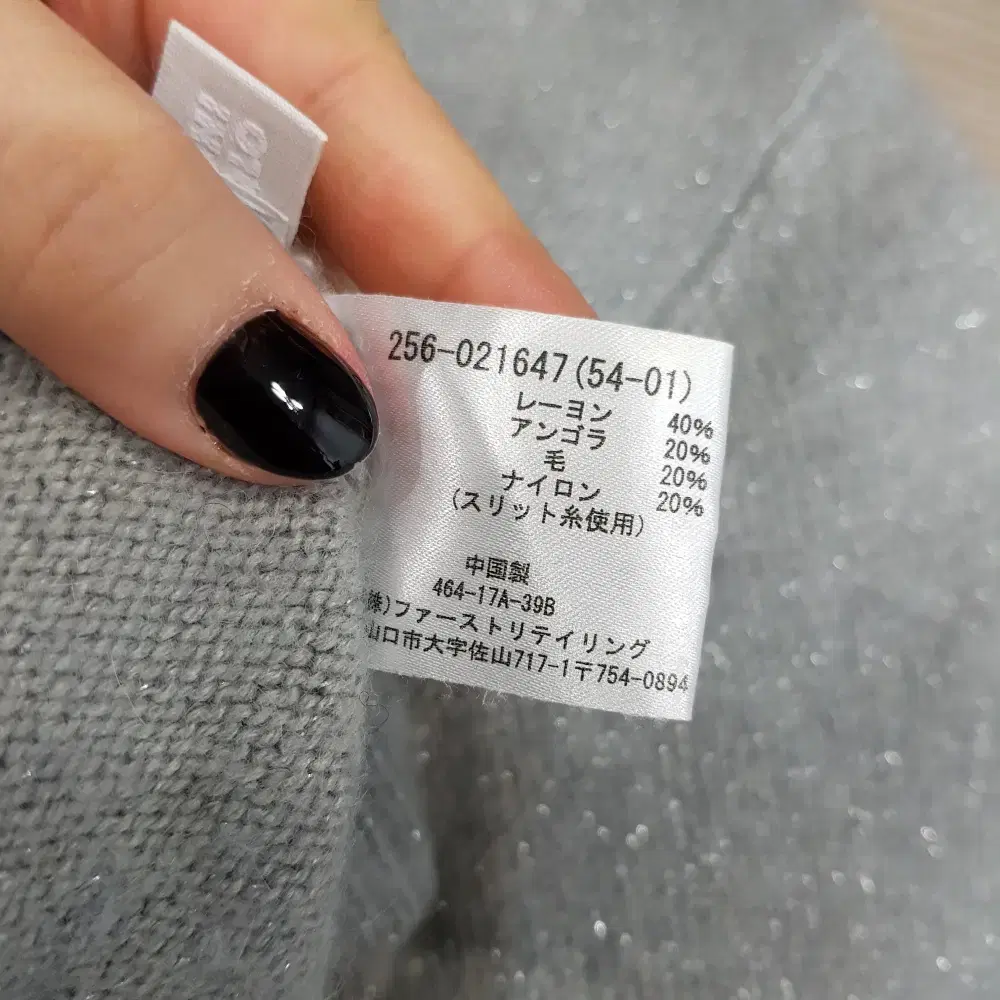 256-021647(54-01)
レーヨン 40%
アンゴラ 20%
毛 20%
ナイロン 20%
(スリット糸使用)
中国製
464-17A-39B
株)ファーストリテイリング
山口市大字佐山717-1〒754-0894